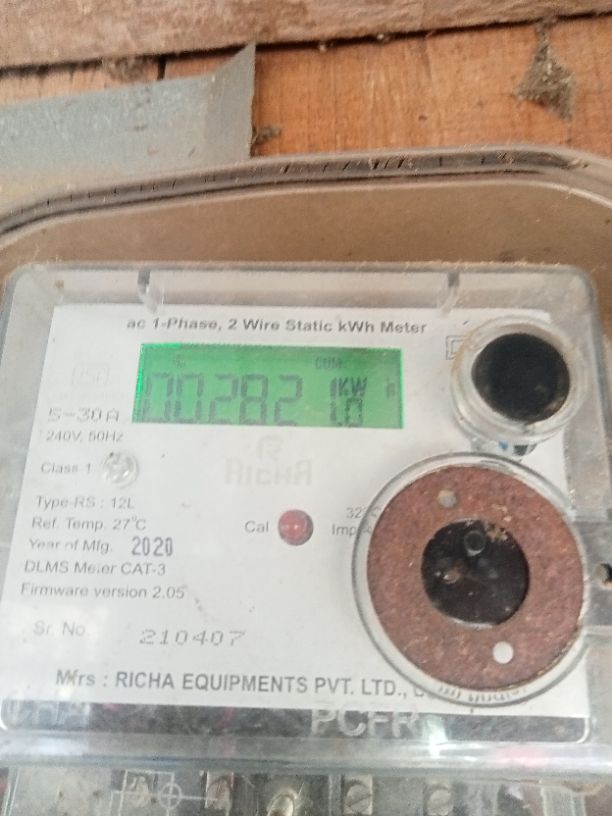 ac 1-Phase, 2 Wire Static kWh Meter
CUM
00282 KW
5-30A
240V, 50Hz
RICHA
Class-1
Type-RS : 12L
Ref. Temp. 27°C
Cal
Year of Mfg. 2020
DLMS Meter CAT-3
Firmware version 2.05
Sr. No. 210407
Mfrs : RICHA EQUIPMENTS PVT. LTD.,